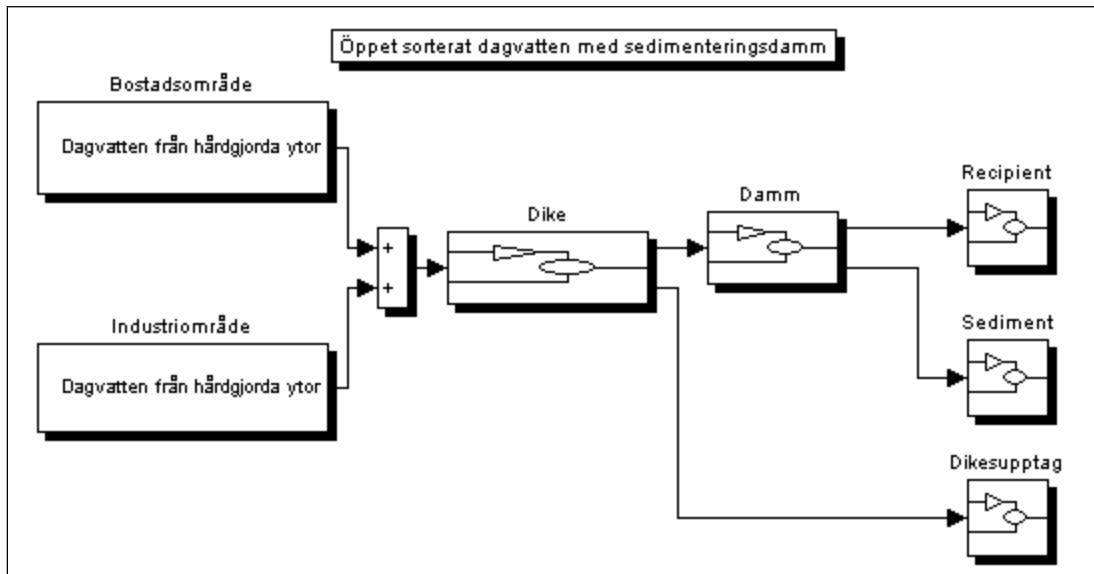 Öppet sorterat dagvatten med sedimenteringsdamm
Bostadsområde
Dagvatten från hårdgjorda ytor
Recipient
Damm
Dike
+
+
Industriområde
Dagvatten från hårdgjorda ytor
Sediment
Dikesupptag